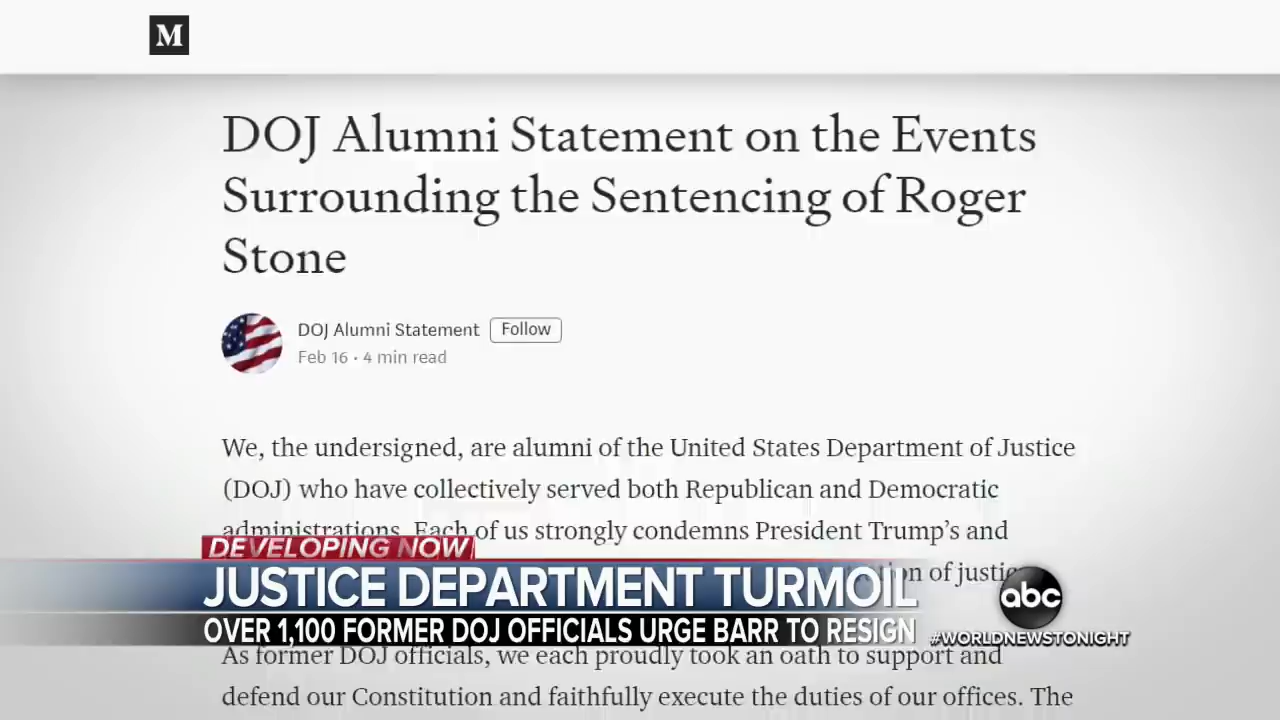 M
DOJ Alumni Statement on the Events
Surrounding the Sentencing of Roger
Stone
DOJ Alumni Statement Follow
Feb 16 · 4 min read
We, the undersigned, are alumni of the United States Department of Justice
(DOJ) who have collectively served both Republican and Democratic
administrations. Each of us strongly condemns President Trump’s and
of justic
DEVELOPING NOW
JUSTICE DEPARTMENT TURMOIL
abc
OVER 1,100 FORMER DOJ OFFICIALS URGE BARR TO RESIGN #WORLDNEWSTONIGHT
As former DOJ officials, we each proudly took an oath to support and
defend our Constitution and faithfully execute the duties of our offices. The